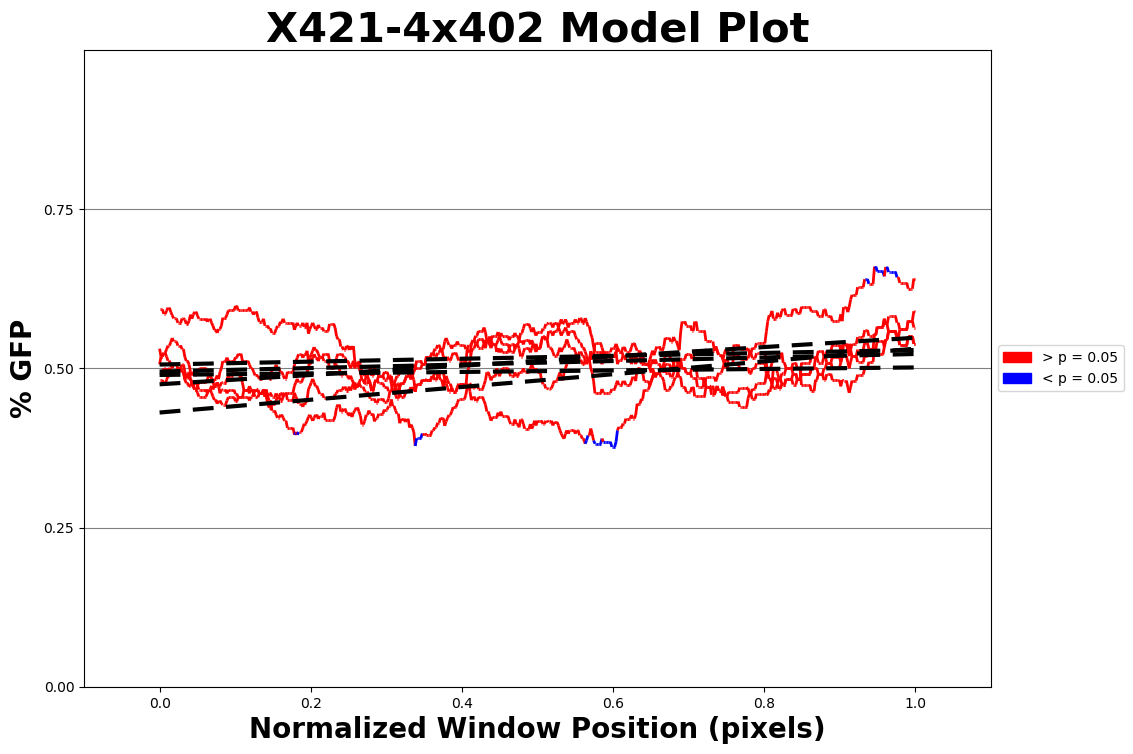 X421-4x402 Model Plot
% GFP
0.75
0.50
0.25
0.00
0.0 0.2 0.4 0.6 0.8 1.0
Normalized Window Position (pixels)
> p = 0.05
< p = 0.05